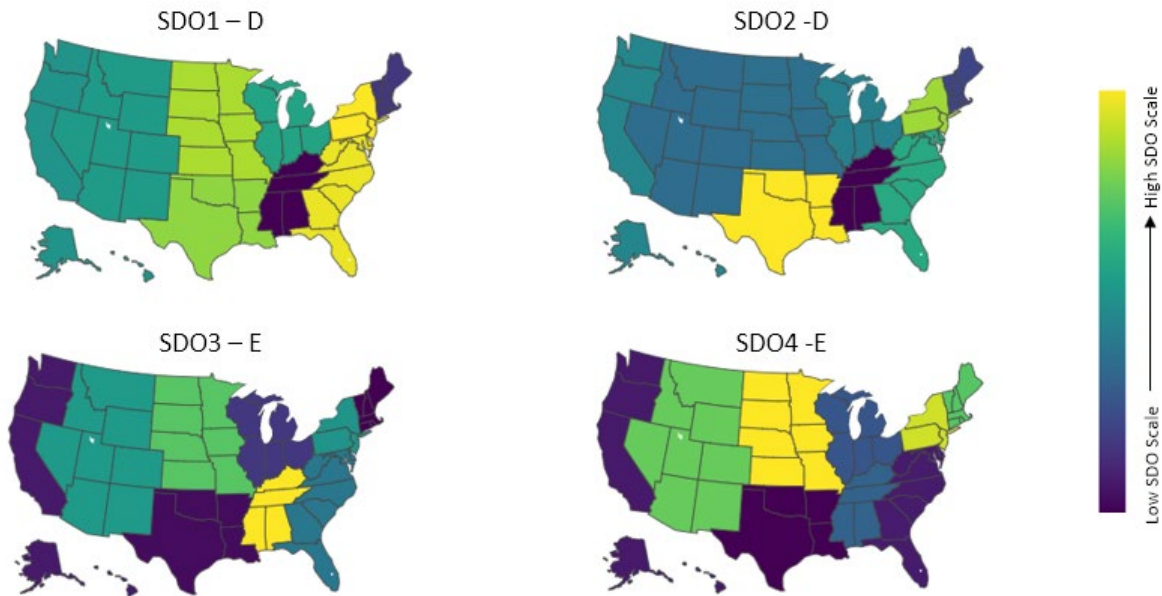 SDO1 – D
SDO2 -D
SDO3 – E
SDO4 -E
Low SDO Scale
High SDO Scale